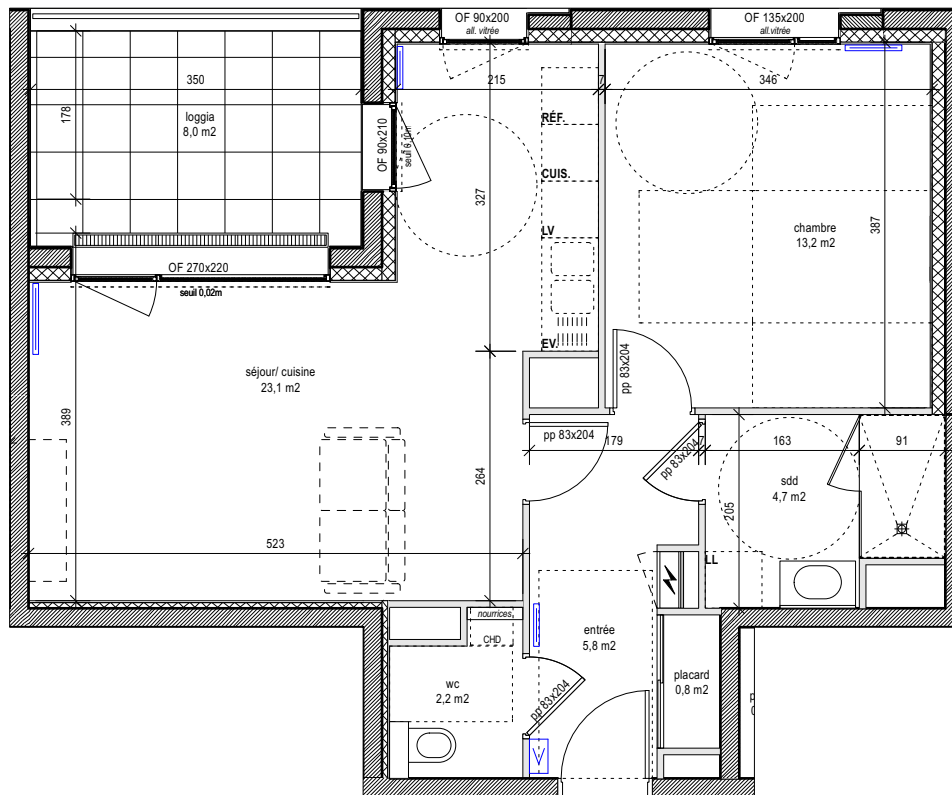 OF 90x200
all. vitrée
OF 135x200
all.vitrée
350
215
7
346
178
loggia
8,0 m2
OF 90x210
seuil 0,10m
RÉF.
CUIS.
327
LV
chambre
13,2 m2
387
OF 270x220
seuil 0,02m
EV.
séjour/ cuisine
23,1 m2
pp 83x204
389
pp 83x204
179
7
163
91
pp 83x204
sdd
4,7 m2
264
205
523
LL
nourrices
CHD
entrée
5,8 m2
wc
2,2 m2
pp 83x204
placard
0,8 m2